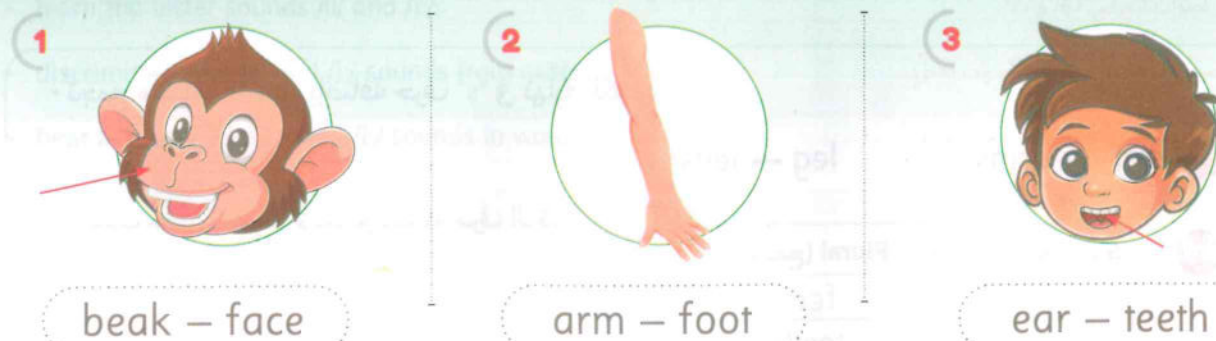 1
2
3
beak – face
arm – foot
ear – teeth